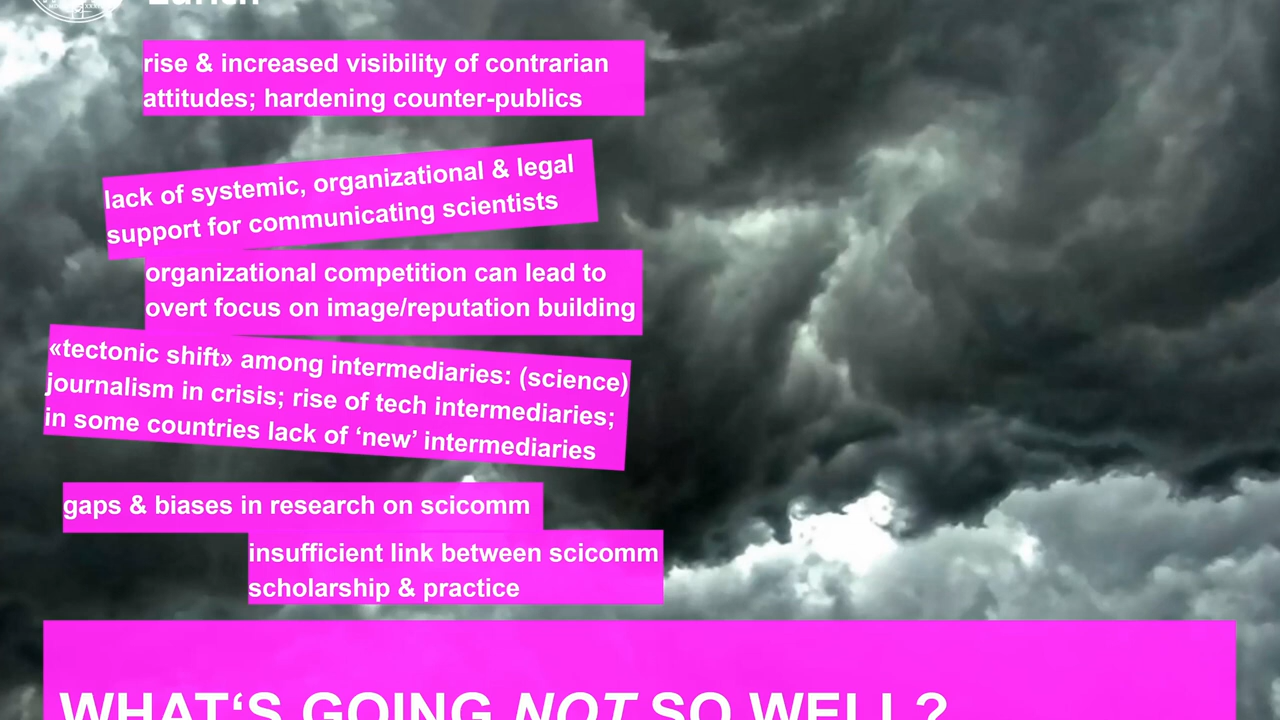 rise & increased visibility of contrarian
attitudes; hardening counter-publics
lack of systemic, organizational & legal
support for communicating scientists
organizational competition can lead to
overt focus on image/reputation building
«tectonic shift» among intermediaries: (science)
journalism in crisis; rise of tech intermediaries;
in some countries lack of ‘new’ intermediaries
gaps & biases in research on scicomm
insufficient link between scicomm
scholarship & practice
WHAT‘S GOING NOT SO WELL?